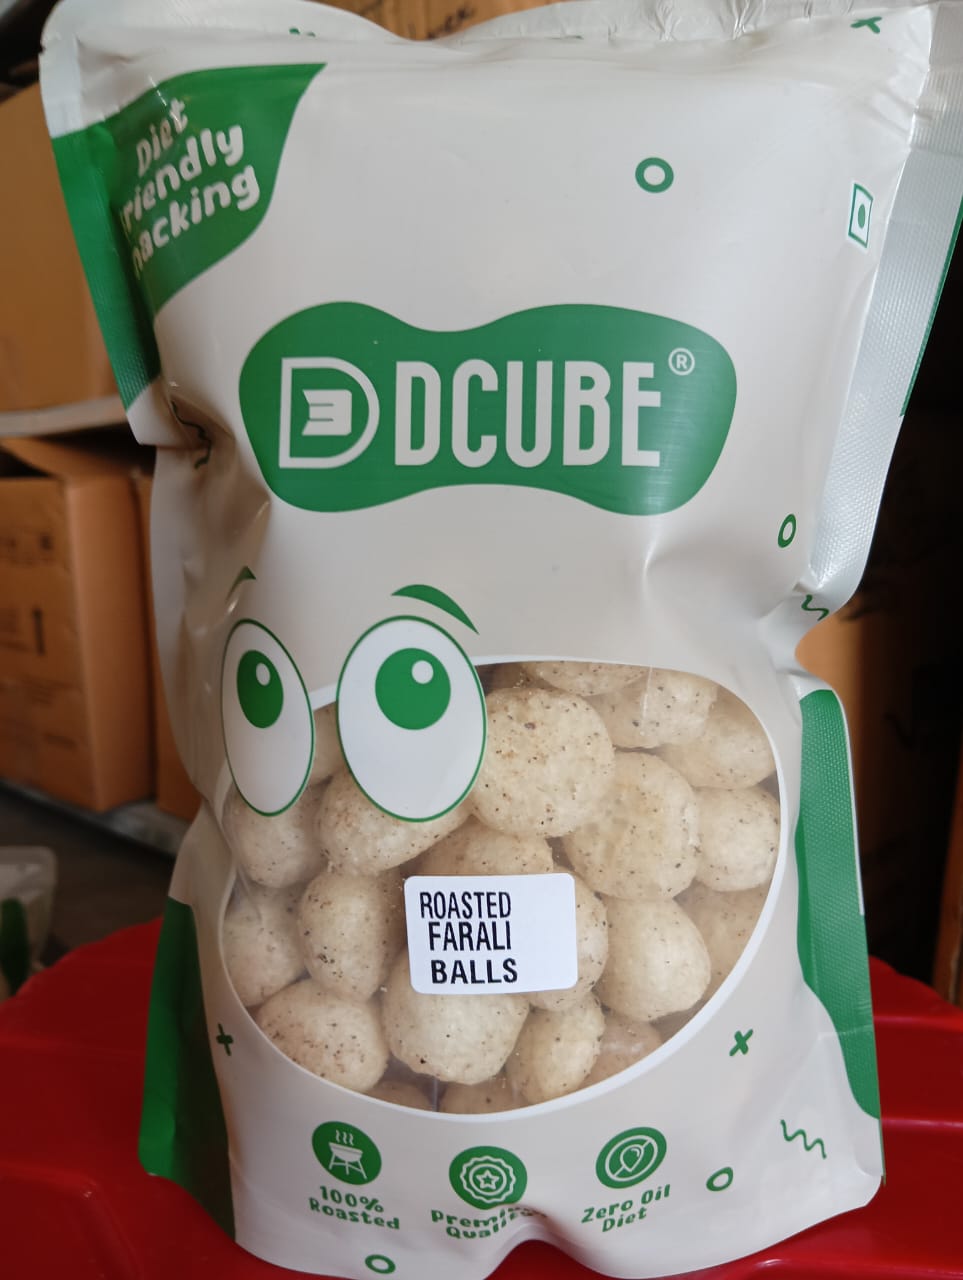 Diet
Friendly
Snacking
DCUBE®
ROASTED
FARALI
BALLS
100%
Roasted
Premium
Quality
Zero Oil
Diet